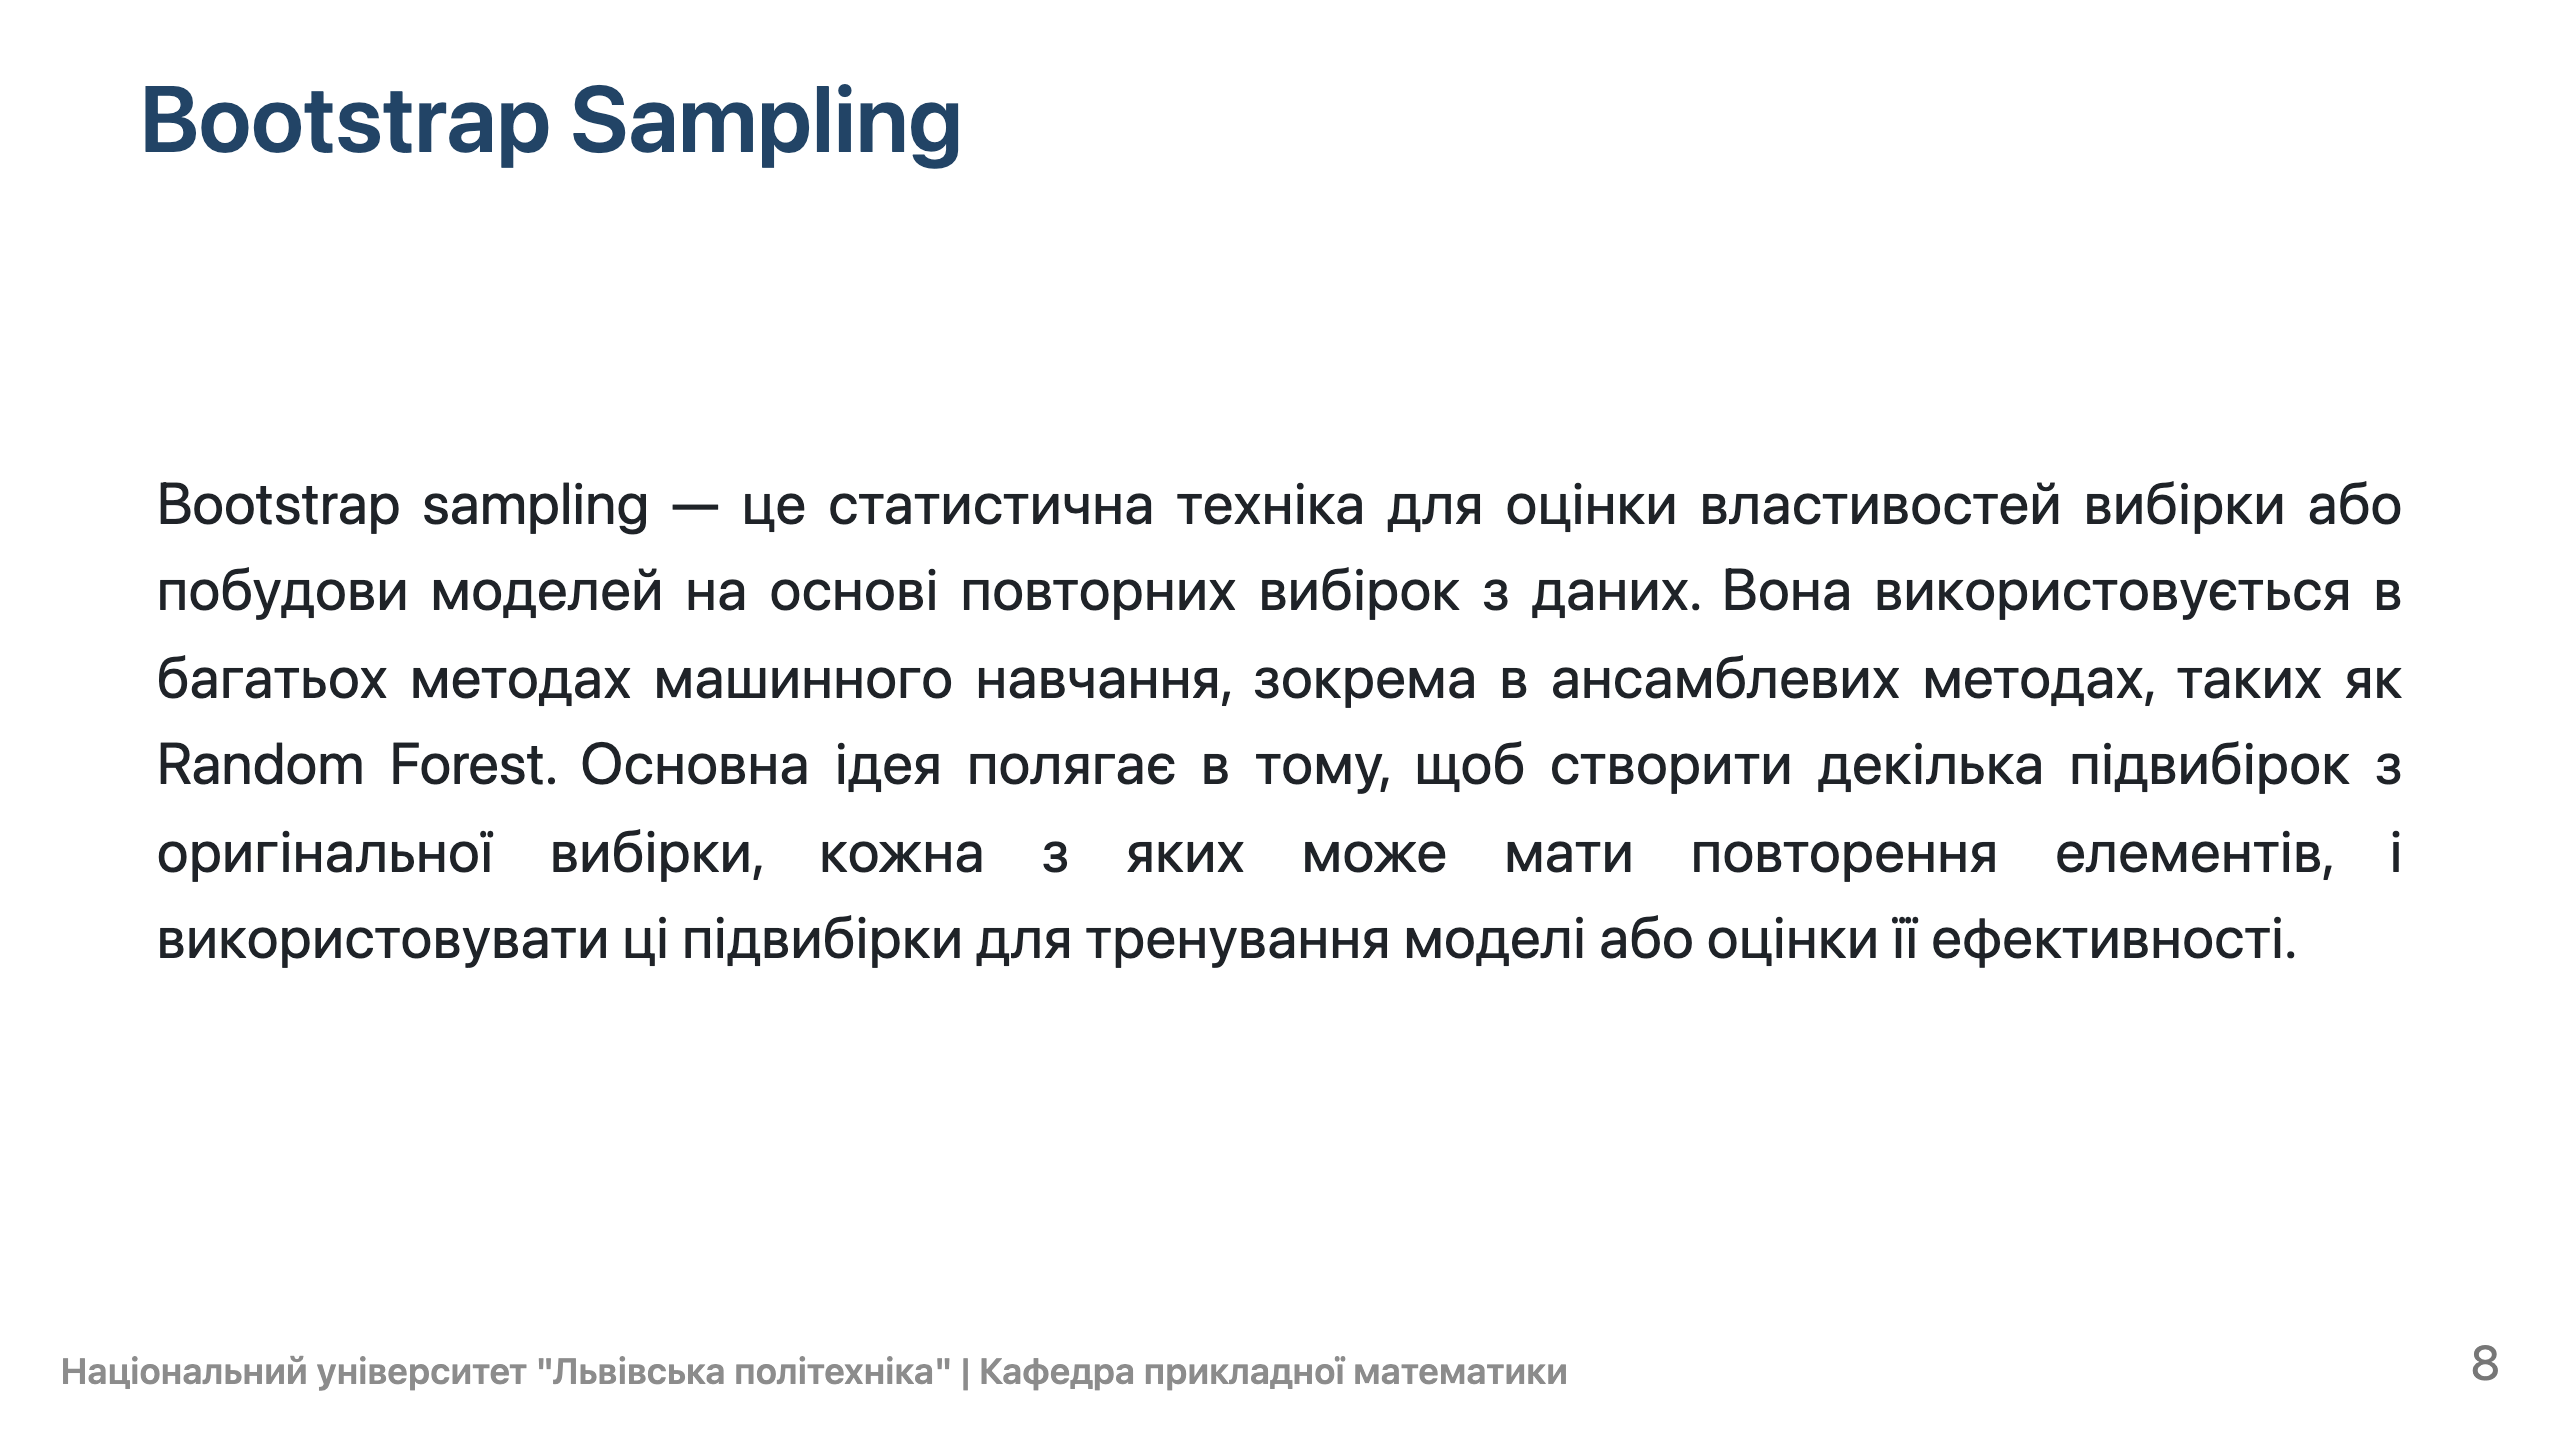 Bootstrap Sampling
Bootstrap sampling — це статистична техніка для оцінки властивостей вибірки або
побудови моделей на основі повторних вибірок з даних. Вона використовується в
багатьох методах машинного навчання, зокрема в ансамблевих методах, таких як
Random Forest. Основна ідея полягає в тому, щоб створити декілька підвибірок з
оригінальної вибірки, кожна з яких може мати повторення елементів, і
використовувати ці підвибірки для тренування моделі або оцінки її ефективності.
Національний університет "Львівська політехніка" | Кафедра прикладної математики
8